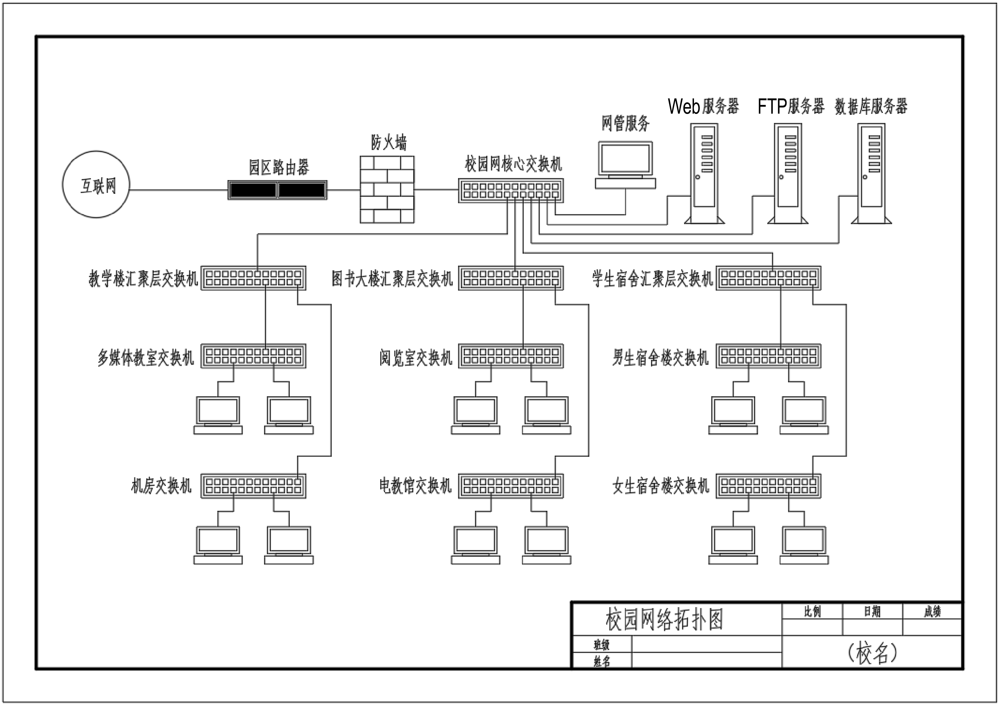 Web服务器
FTP服务器
数据库服务器
网管服务
防火墙
园区路由器
校园网核心交换机
互联网
教学楼汇聚层交换机
图书大楼汇聚层交换机
学生宿舍汇聚层交换机
多媒体教室交换机
阅览室交换机
男生宿舍楼交换机
机房交换机
电教馆交换机
女生宿舍楼交换机
校园网络拓扑图
比例
日期
成绩
班级
姓名
(校名)